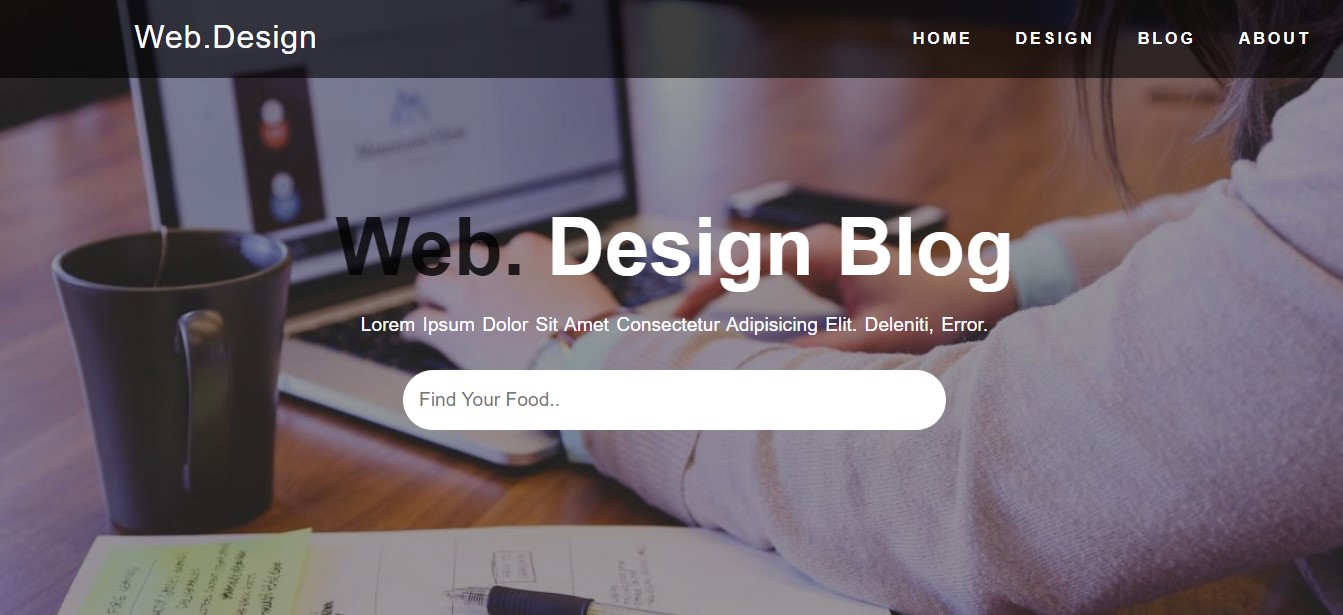 Web.Design
HOME DESIGN BLOG ABOUT
Web. Design Blog
Lorem Ipsum Dolor Sit Amet Consectetur Adipisicing Elit. Deleniti, Error.
Find Your Food..